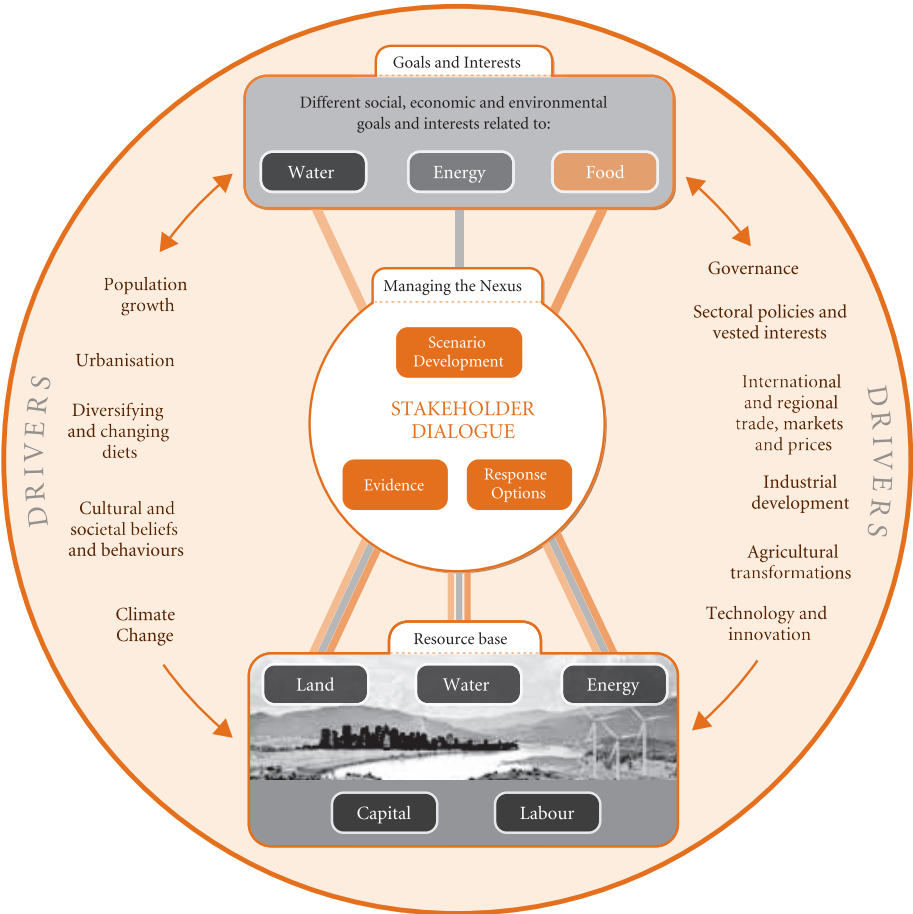 Goals and Interests
Different social, economic and environmental
goals and interests related to:
Water
Energy
Food
Managing the Nexus
Scenario
Development
STAKEHOLDER
DIALOGUE
Evidence
Response
Options
Resource base
Land
Water
Energy
Capital
Labour
DRIVERS
Population
growth
Urbanisation
Diversifying
and changing
diets
Cultural and
societal beliefs
and behaviours
Climate
Change
DRIVERS
Governance
Sectoral policies and
vested interests
International
and regional
trade, markets
and prices
Industrial
development
Agricultural
transformations
Technology and
innovation